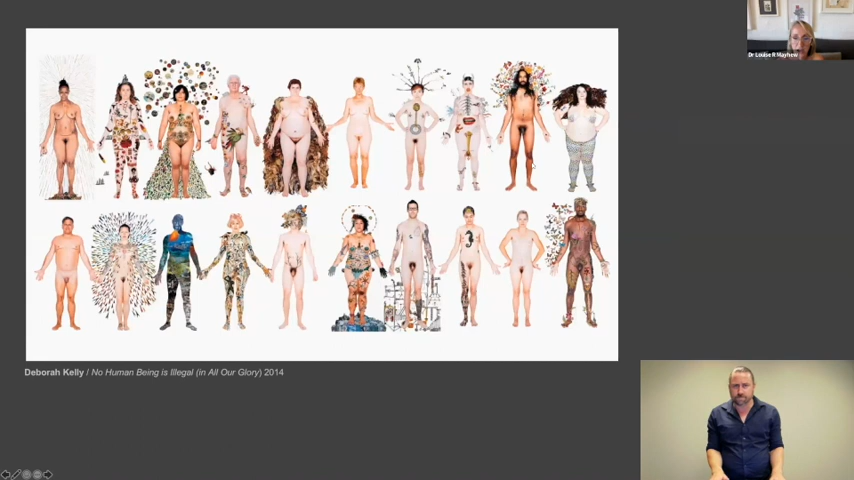 Dr Louise R Mayhew
Deborah Kelly / No Human Being is Illegal (in All Our Glory) 2014